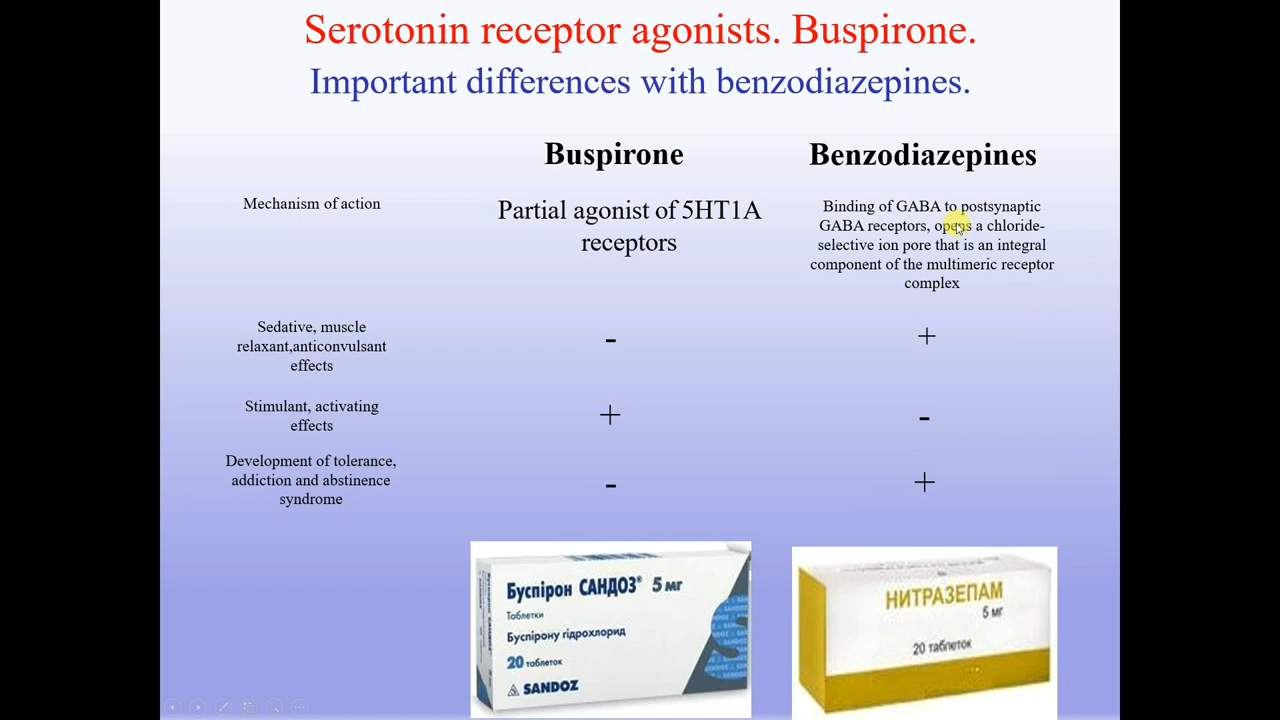 Serotonin receptor agonists. Buspirone.
Important differences with benzodiazepines.
Buspirone
Benzodiazepines
Mechanism of action
Partial agonist of 5HT1A
receptors
Binding of GABA to postsynaptic
GABA receptors, opens a chloride-
selective ion pore that is an integral
component of the multimeric receptor
complex
Sedative, muscle
relaxant,anticonvulsant
effects
-
+
Stimulant, activating
effects
+
-
Development of tolerance,
addiction and abstinence
syndrome
-
+
Буспірон САНДОЗ® 5 мг
Таблетки
Буспірону гідрохлорид
20 таблеток
SANDOZ
НИТРАЗЕПАМ
5 мг
20 таблеток